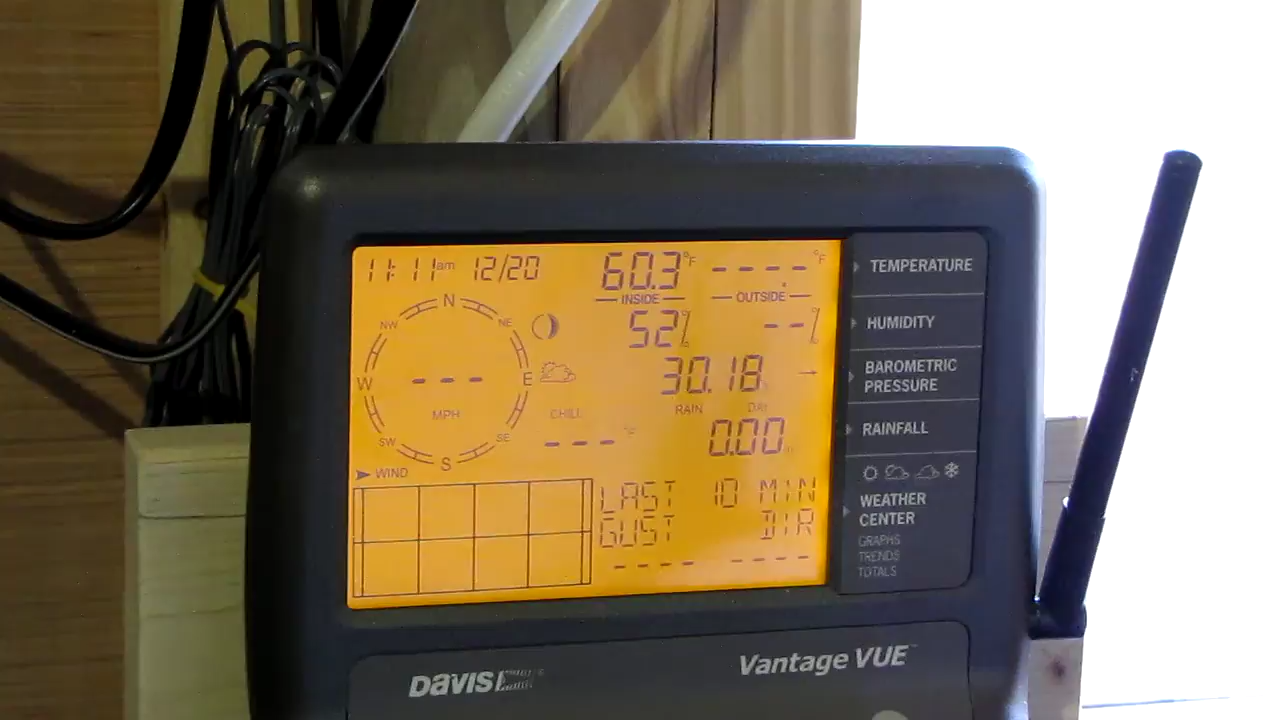 11:11am 12/20
60.3°F
--.-°F
INSIDE
OUTSIDE
TEMPERATURE
N
NW
NE
W
E
SW
SE
S
---
MPH
52%
--%
HUMIDITY
30.18
BAROMETRIC
PRESSURE
CHILL
---
RAIN DAY
0.00
RAINFALL
WIND
LAST 10 MIN
GUST DIR
---- ----
WEATHER
CENTER
GRAPHS
TRENDS
TOTALS
DAVIS
Vantage VUE